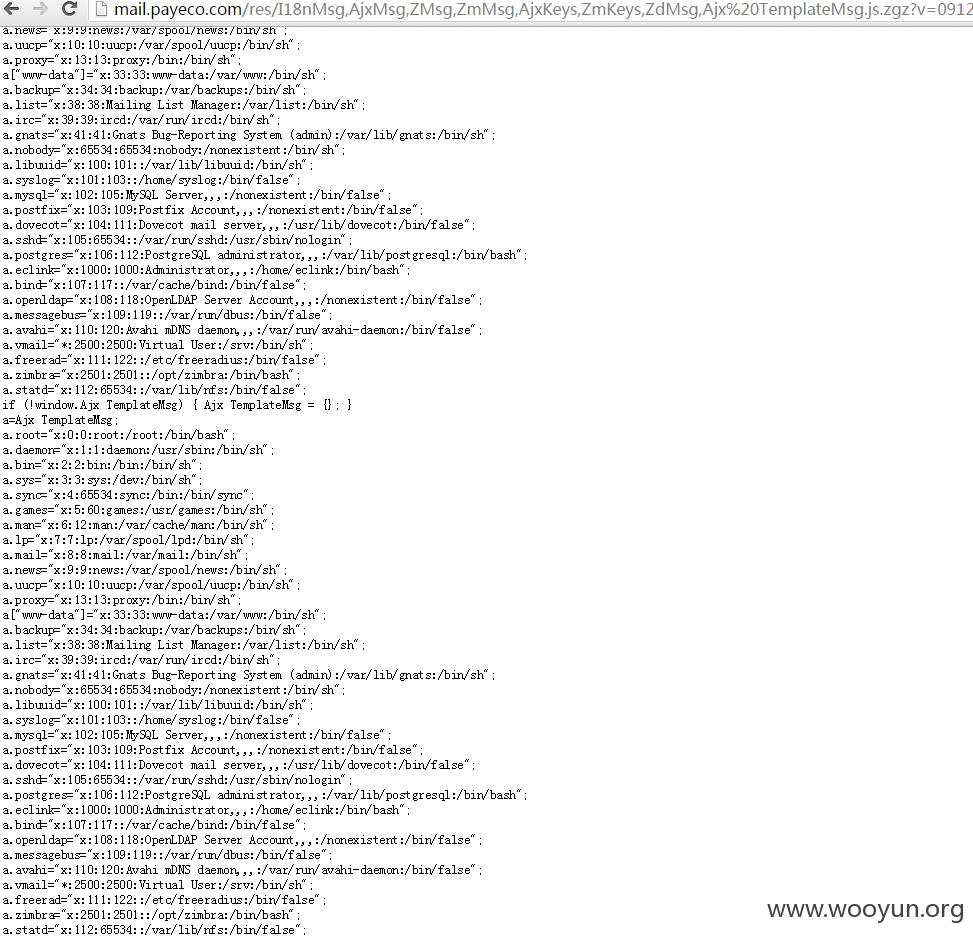 mail.payeco.com/res/I18nMsg,AjxMsg,ZMsg,ZmMsg,AjxKeys,ZmKeys,ZdMsg,Ajx%20TemplateMsg.js.zgz?v=0912
a.news="x:9:9:news:/var/spool/news:/bin/sh";
a.uucp="x:10:10:uucp:/var/spool/uucp:/bin/sh";
a.proxy="x:13:13:proxy:/bin:/bin/sh";
a["www-data"]="x:33:33:www-data:/var/www:/bin/sh";
a.backup="x:34:34:backup:/var/backups:/bin/sh";
a.list="x:38:38:Mailing List Manager:/var/list:/bin/sh";
a.irc="x:39:39:ircd:/var/run/ircd:/bin/sh";
a.gnats="x:41:41:Gnats Bug-Reporting System (admin):/var/lib/gnats:/bin/sh";
a.nobody="x:65534:65534:nobody:/nonexistent:/bin/sh";
a.libuuid="x:100:101::/var/lib/libuuid:/bin/sh";
a.syslog="x:101:103::/home/syslog:/bin/false";
a.mysql="x:102:105:MySQL Server,,,:/nonexistent:/bin/false";
a.postfix="x:103:109:Postfix Account,,,:/nonexistent:/bin/false";
a.dovecot="x:104:111:Dovecot mail server,,,:/usr/lib/dovecot:/bin/false";
a.sshd="x:105:65534::/var/run/sshd:/usr/sbin/nologin";
a.postgres="x:106:112:PostgreSQL administrator,,,:/var/lib/postgresql:/bin/bash";
a.eclink="x:1000:1000:Administrator,,,:/home/eclink:/bin/bash";
a.bind="x:107:117::/var/cache/bind:/bin/false";
a.openldap="x:108:118:OpenLDAP Server Account,,,:/nonexistent:/bin/false";
a.messagebus="x:109:119::/var/run/dbus:/bin/false";
a.avahi="x:110:120:Avahi mDNS daemon,,,:/var/run/avahi-daemon:/bin/false";
a.vmail="*:2500:2500:Virtual User:/srv:/bin/sh";
a.freerad="x:111:122::/etc/freeradius:/bin/false";
a.zimbra="x:2501:2501::/opt/zimbra:/bin/bash";
a.statd="x:112:65534::/var/lib/nfs:/bin/false";
if (!window.Ajx TemplateMsg) { Ajx TemplateMsg = {}; }
a=Ajx TemplateMsg;
a.root="x:0:0:root:/root:/bin/bash";
a.daemon="x:1:1:daemon:/usr/sbin:/bin/sh";
a.bin="x:2:2:bin:/bin:/bin/sh";
a.sys="x:3:3:sys:/dev:/bin/sh";
a.sync="x:4:65534:sync:/bin:/bin/sync";
a.games="x:5:60:games:/usr/games:/bin/sh";
a.man="x:6:12:man:/var/cache/man:/bin/sh";
a.lp="x:7:7:lp:/var/spool/lpd:/bin/sh";
a.mail="x:8:8:mail:/var/mail:/bin/sh";
a.news="x:9:9:news:/var/spool/news:/bin/sh";
a.uucp="x:10:10:uucp:/var/spool/uucp:/bin/sh";
a.proxy="x:13:13:proxy:/bin:/bin/sh";
a["www-data"]="x:33:33:www-data:/var/www:/bin/sh";
a.backup="x:34:34:backup:/var/backups:/bin/sh";
a.list="x:38:38:Mailing List Manager:/var/list:/bin/sh";
a.irc="x:39:39:ircd:/var/run/ircd:/bin/sh";
a.gnats="x:41:41:Gnats Bug-Reporting System (admin):/var/lib/gnats:/bin/sh";
a.nobody="x:65534:65534:nobody:/nonexistent:/bin/sh";
a.libuuid="x:100:101::/var/lib/libuuid:/bin/sh";
a.syslog="x:101:103::/home/syslog:/bin/false";
a.mysql="x:102:105:MySQL Server,,,:/nonexistent:/bin/false";
a.postfix="x:103:109:Postfix Account,,,:/nonexistent:/bin/false";
a.dovecot="x:104:111:Dovecot mail server,,,:/usr/lib/dovecot:/bin/false";
a.sshd="x:105:65534::/var/run/sshd:/usr/sbin/nologin";
a.postgres="x:106:112:PostgreSQL administrator,,,:/var/lib/postgresql:/bin/bash";
a.eclink="x:1000:1000:Administrator,,,:/home/eclink:/bin/bash";
a.bind="x:107:117::/var/cache/bind:/bin/false";
a.openldap="x:108:118:OpenLDAP Server Account,,,:/nonexistent:/bin/false";
a.messagebus="x:109:119::/var/run/dbus:/bin/false";
a.avahi="x:110:120:Avahi mDNS daemon,,,:/var/run/avahi-daemon:/bin/false";
a.vmail="*:2500:2500:Virtual User:/srv:/bin/sh";
a.freerad="x:111:122::/etc/freeradius:/bin/false";
a.zimbra="x:2501:2501::/opt/zimbra:/bin/bash";
a.statd="x:112:65534::/var/lib/nfs:/bin/false";
www.wooyun.org